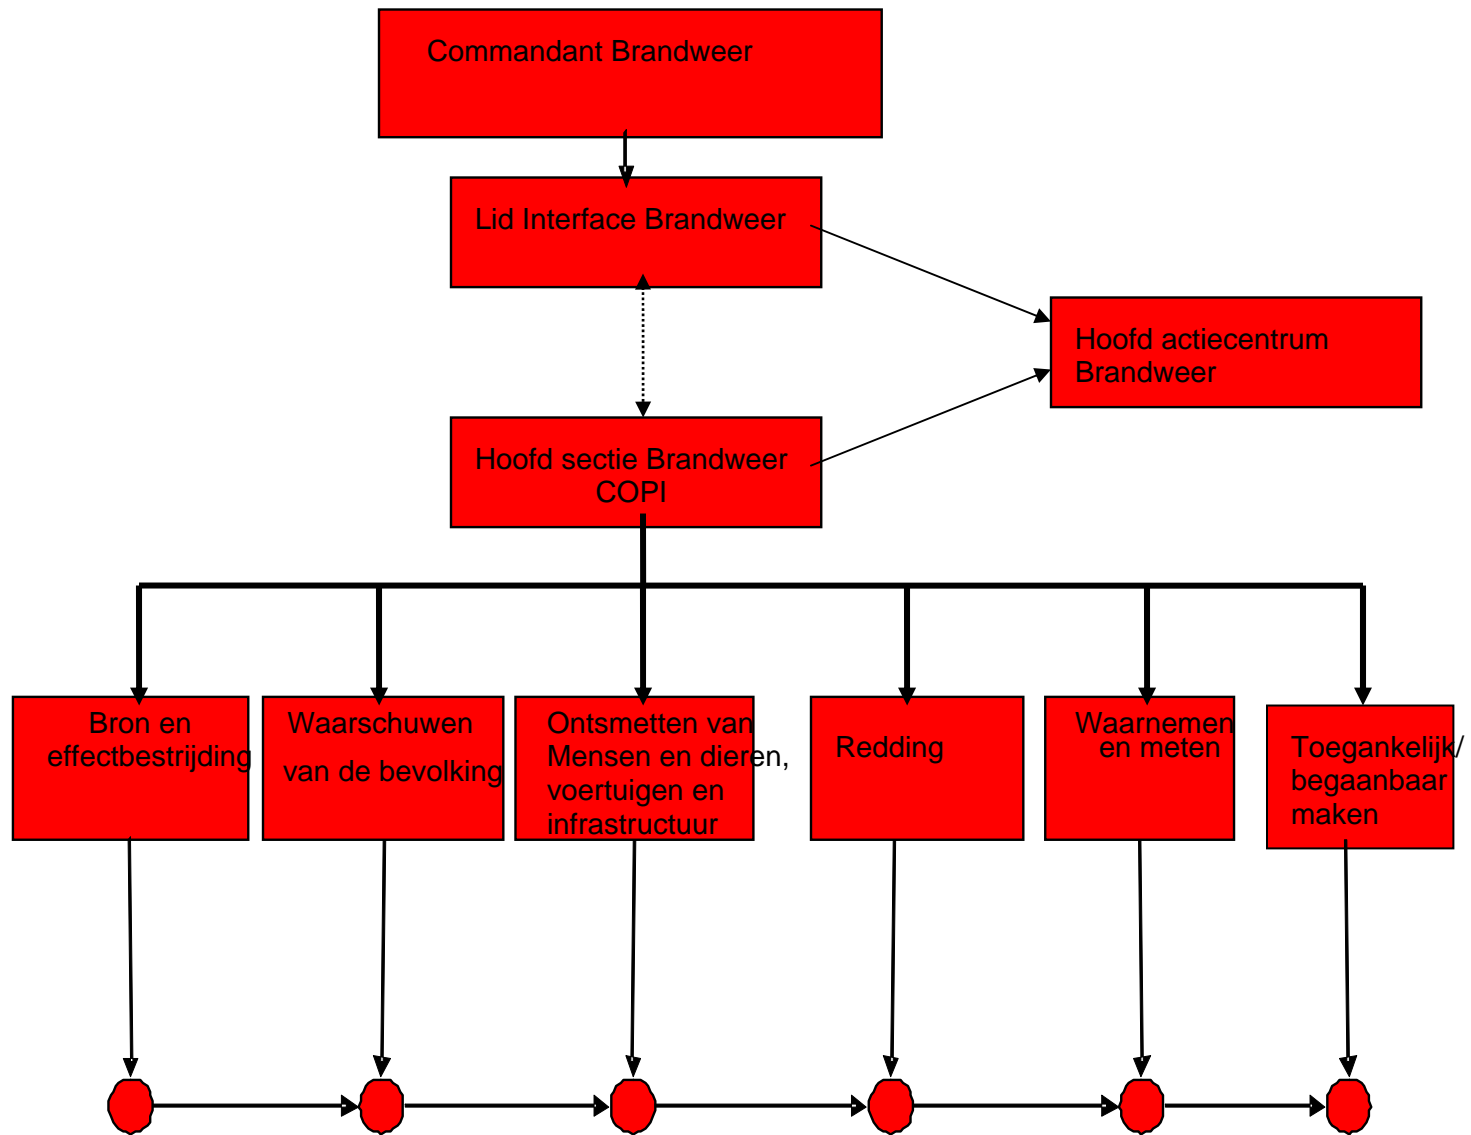 Commandant Brandweer
Lid Interface Brandweer
Hoofd actiecentrum
Brandweer
Hoofd sectie Brandweer
COPI
Bron en
effectbestrijding
Waarschuwen
van de bevolking
Ontsmetten van
Mensen en dieren,
voertuigen en
infrastructuur
Redding
Waarnemen
en meten
Toegankelijk/
begaanbaar
maken